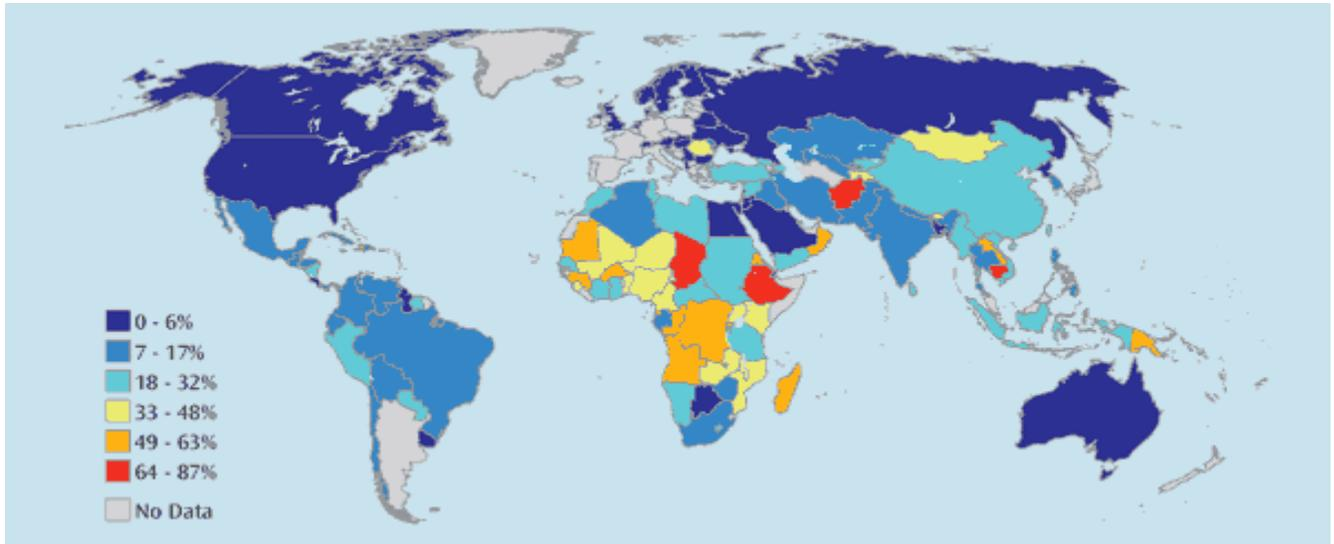 0 - 6%
7 - 17%
18 - 32%
33 - 48%
49 - 63%
64 - 87%
No Data